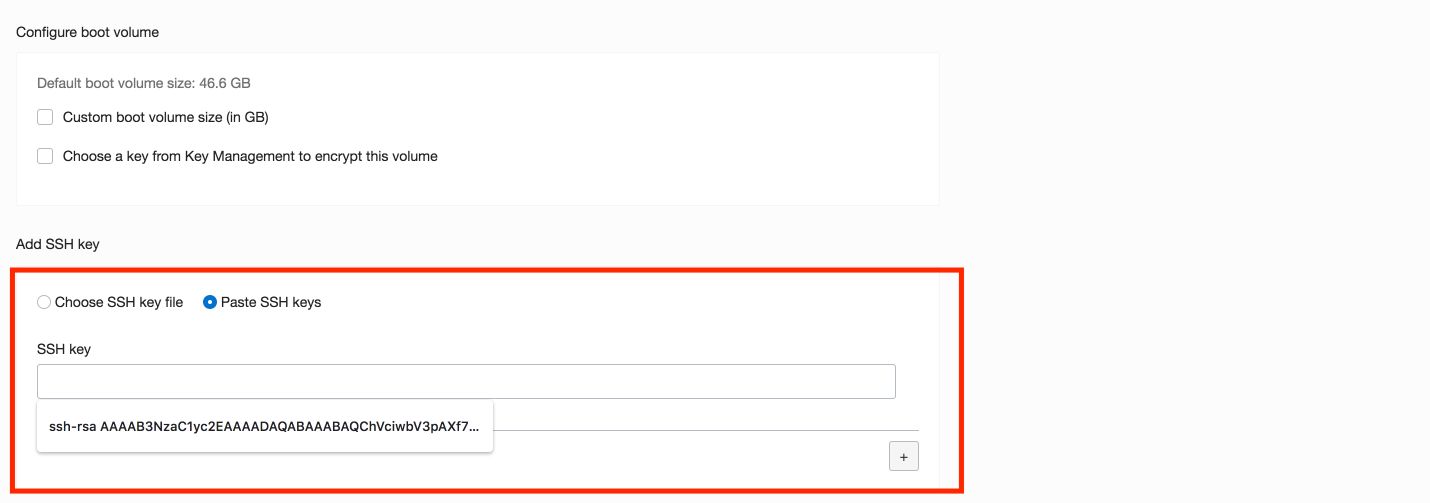 Configure boot volume
Default boot volume size: 46.6 GB
Custom boot volume size (in GB)
Choose a key from Key Management to encrypt this volume
Add SSH key
Choose SSH key file Paste SSH keys
SSH key
ssh-rsa AAAAB3NzaC1yc2EAAAADAQABAAABAQChVciwbV3pAXf7...
+